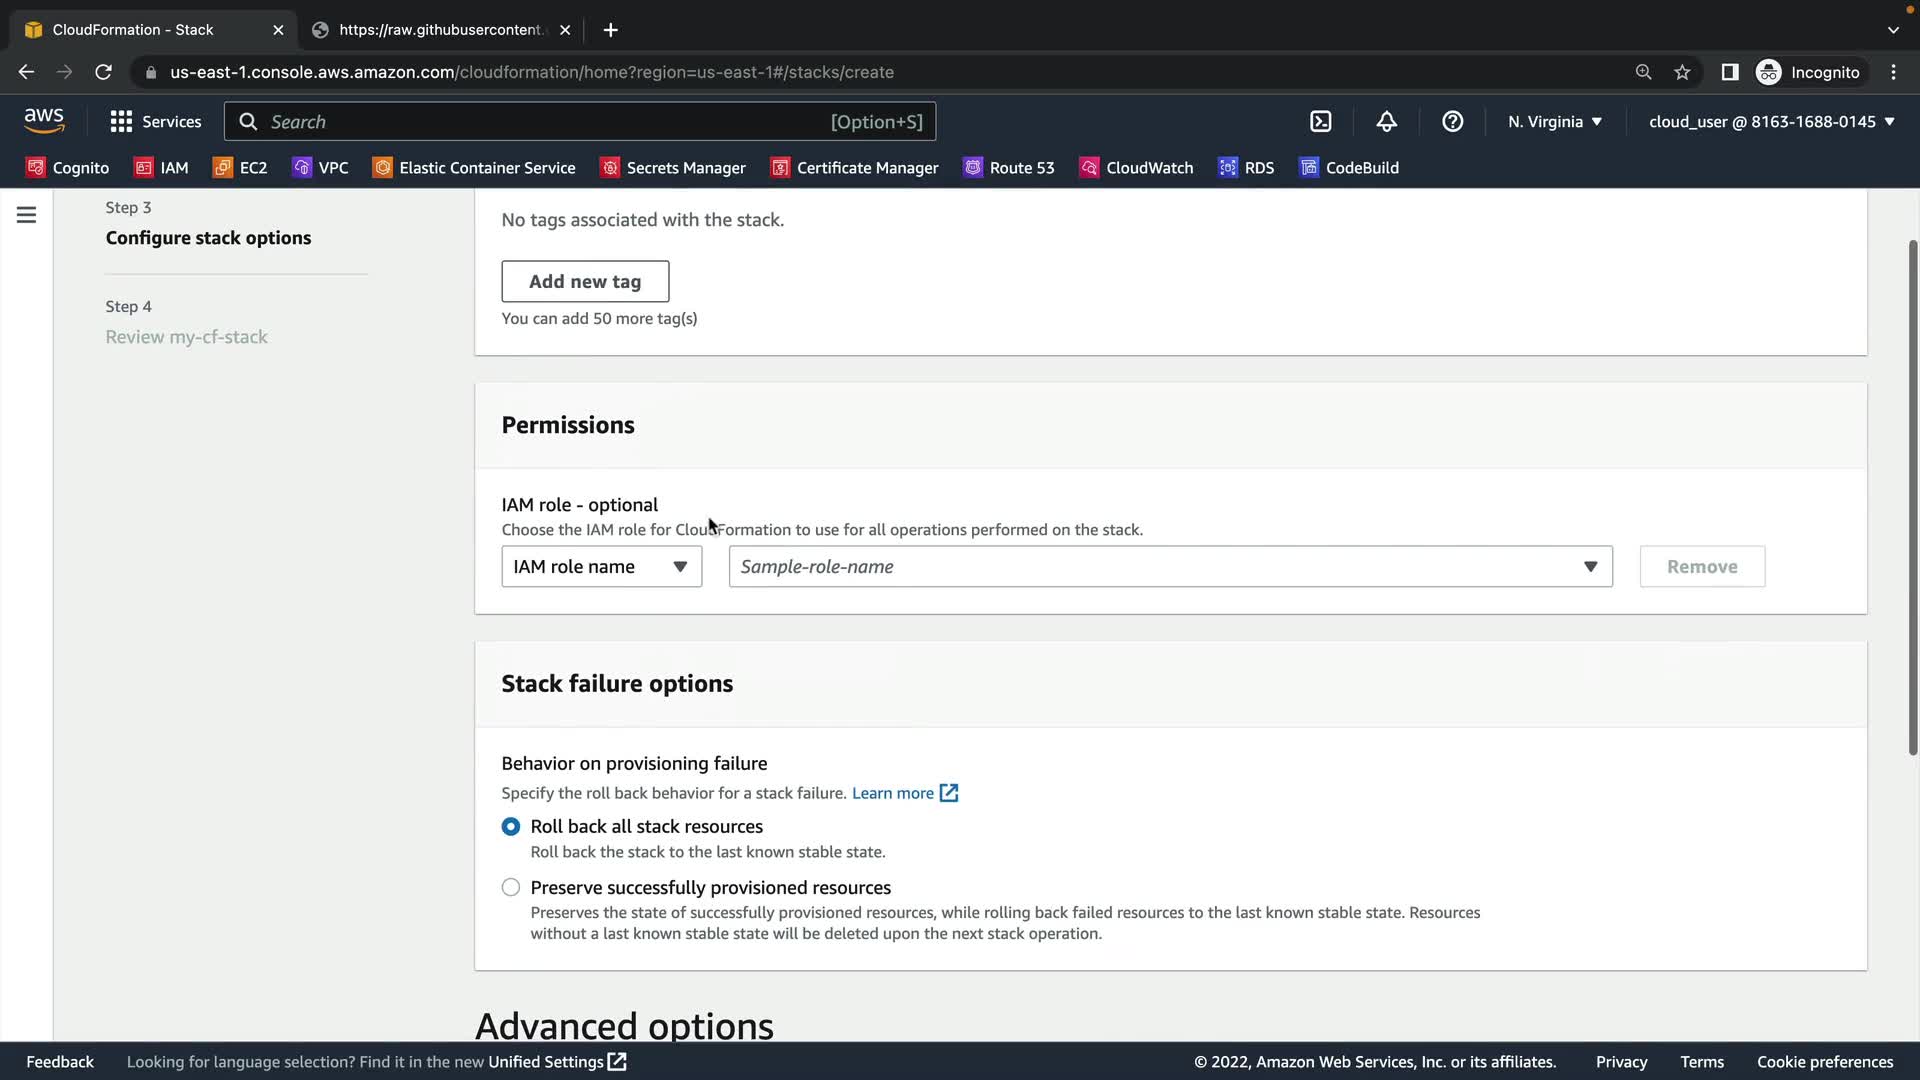 CloudFormation - Stack
https://raw.githubusercontent.
us-east-1.console.aws.amazon.com/cloudformation/home?region=us-east-1#/stacks/create
Incognito
aws
Services
Search
[Option+S]
N. Virginia
cloud_user @ 8163-1688-0145
Cognito
IAM
EC2
VPC
Elastic Container Service
Secrets Manager
Certificate Manager
Route 53
CloudWatch
RDS
CodeBuild
Step 3
Configure stack options
Step 4
Review my-cf-stack
No tags associated with the stack.
Add new tag
You can add 50 more tag(s)
Permissions
IAM role - optional
Choose the IAM role for CloudFormation to use for all operations performed on the stack.
IAM role name
Sample-role-name
Remove
Stack failure options
Behavior on provisioning failure
Specify the roll back behavior for a stack failure. Learn more
Roll back all stack resources
Roll back the stack to the last known stable state.
Preserve successfully provisioned resources
Preserves the state of successfully provisioned resources, while rolling back failed resources to the last known stable state. Resources
without a last known stable state will be deleted upon the next stack operation.
Advanced options
Feedback
Looking for language selection? Find it in the new Unified Settings
© 2022, Amazon Web Services, Inc. or its affiliates.
Privacy
Terms
Cookie preferences